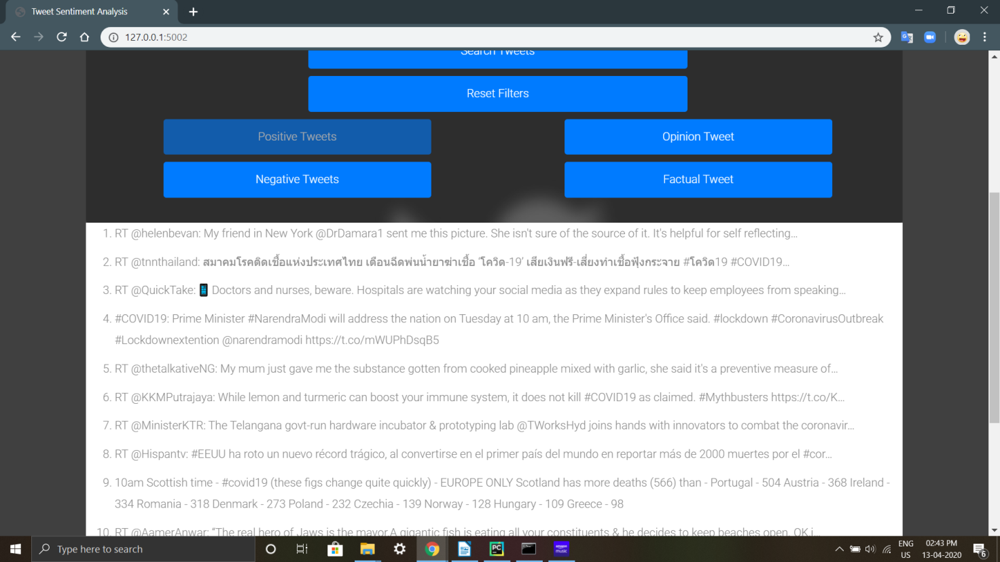 Tweet Sentiment Analysis
127.0.0.1:5002
Search Tweets
Reset Filters
Positive Tweets
Opinion Tweet
Negative Tweets
Factual Tweet
1. RT @helenbevan: My friend in New York @DrDamara1 sent me this picture. She isn't sure of the source of it. It's helpful for self reflecting…
2. RT @tnnthailand: สมาคมโรคติดเชื้อแห่งประเทศไทย เตือนฉีดพ่นน้ำยาฆ่าเชื้อ ‘โควิด-19’ เสียเงินฟรี-เสี่ยงทำเชื้อฟุ้งกระจาย #โควิด19 #COVID19…
3. RT @QuickTake: 📱 Doctors and nurses, beware. Hospitals are watching your social media as they expand rules to keep employees from speaking…
4. #COVID19: Prime Minister #NarendraModi will address the nation on Tuesday at 10 am, the Prime Minister's Office said. #lockdown #CoronavirusOutbreak
#Lockdownextention @narendramodi https://t.co/mWUPhDsqB5
5. RT @thetalkativeNG: My mum just gave me the substance gotten from cooked pineapple mixed with garlic, she said it's a preventive measure of…
6. RT @KKMPutrajaya: While lemon and turmeric can boost your immune system, it does not kill #COVID19 as claimed. #Mythbusters https://t.co/K…
7. RT @MinisterKTR: The Telangana govt-run hardware incubator & prototyping lab @TWorksHyd joins hands with innovators to combat the coronavir…
8. RT @Hispantv: #EEUU ha roto un nuevo récord trágico, al convertirse en el primer país del mundo en reportar más de 2000 muertes por el #cor…
9. 10am Scottish time - #covid19 (these figs change quite quickly) - EUROPE ONLY Scotland has more deaths (566) than - Portugal - 504 Austria - 368 Ireland -
334 Romania - 318 Denmark - 273 Poland - 232 Czechia - 139 Norway - 128 Hungary - 109 Greece - 98
10. RT @AamerAnwar: “The real hero of Jaws is the mayor.A gigantic fish is eating all your constituents & he decides to keep beaches open. OK,i…
Type here to search
PC
amazon music
ENG
US
02:43 PM
13-04-2020
6